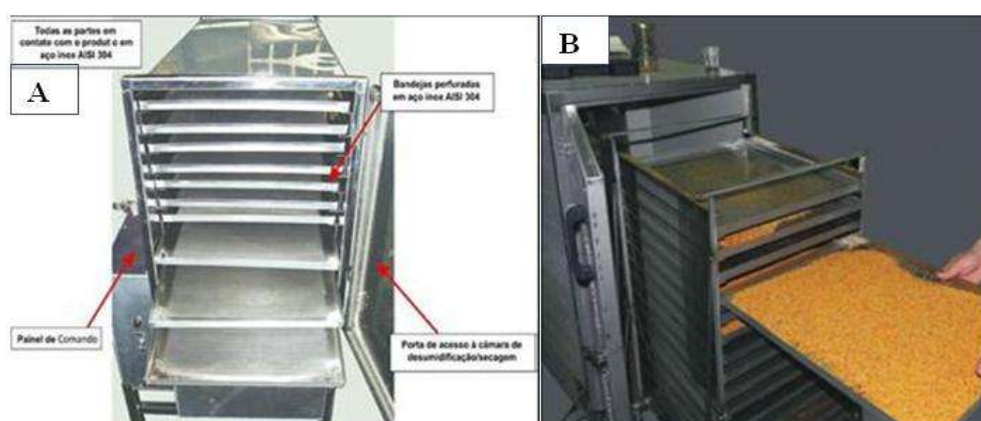 Todas as partes em
contato com o produto em
aço inox AISI 304
A
Bandejas perfuradas
em aço inox AISI 304
Painel de Comando
Porta de acesso à câmara de
desumidificação/secagem
B